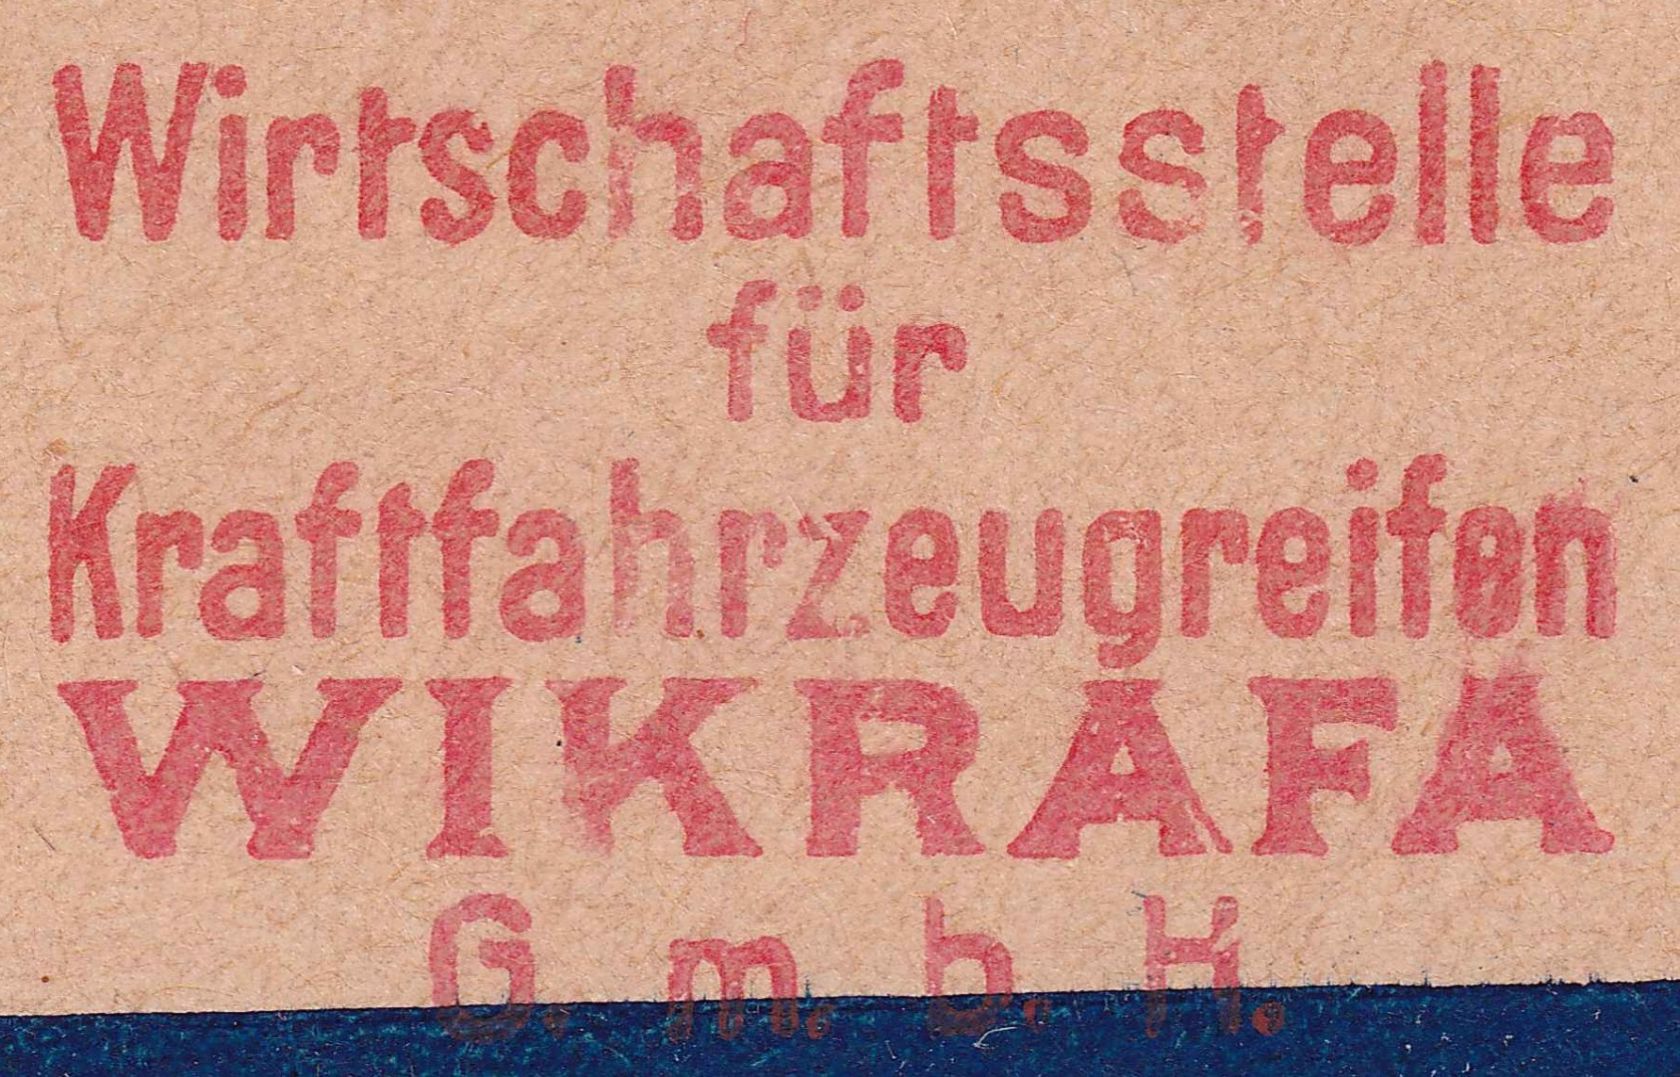 Wirtschaftsstelle
für
Kraftfahrzeugreifen
WIKRAFA
G. m. b. H.